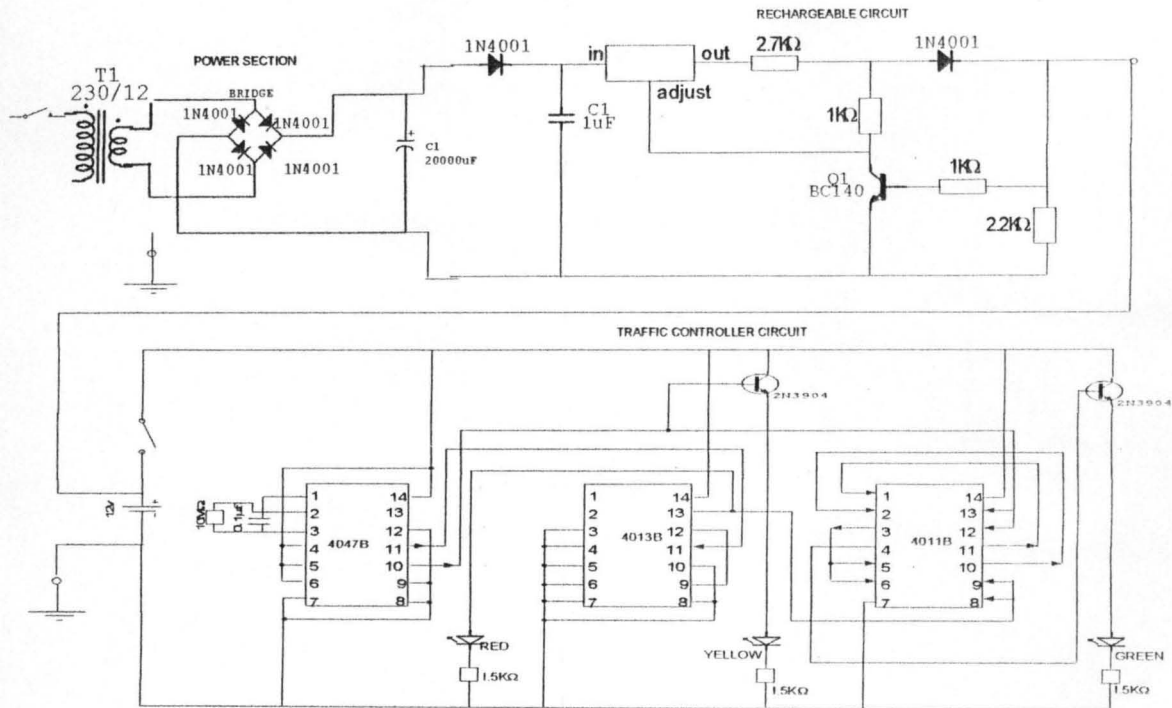 RECHARGEABLE CIRCUIT
POWER SECTION
T1
230/12
BRIDGE
1N4001
1N4001
1N4001
1N4001
C1
20000uF
1N4001
in
out
adjust
C1
1uF
2.7KΩ
1N4001
1KΩ
Q1
BC140
1KΩ
2.2KΩ
TRAFFIC CONTROLLER CIRCUIT
2N3904
2N3904
12v
+
10MΩ
0.1µF
1 14
2 13
3 12
4047B
4 11
5 10
6 9
7 8
1 14
2 13
3 12
4013B
4 11
5 10
6 9
7 8
1 14
2 13
3 12
4011B
4 11
5 10
6 9
7 8
RED
1.5KΩ
YELLOW
1.5KΩ
GREEN
1.5KΩ